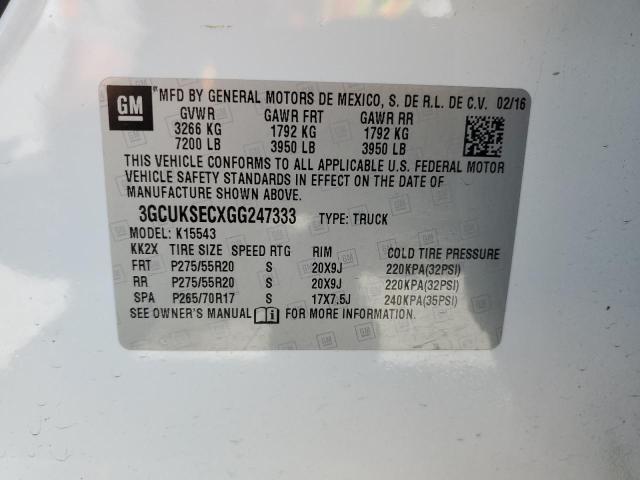 GM
MFD BY GENERAL MOTORS DE MEXICO, S. DE R.L. DE C.V. 02/16
GVWR GAWR FRT GAWR RR
3266 KG 1792 KG 1792 KG
7200 LB 3950 LB 3950 LB
THIS VEHICLE CONFORMS TO ALL APPLICABLE U.S. FEDERAL MOTOR
VEHICLE SAFETY STANDARDS IN EFFECT ON THE DATE OF
MANUFACTURE SHOWN ABOVE.
3GCUKSECXGG247333 TYPE: TRUCK
MODEL: K15543
KK2X TIRE SIZE SPEED RTG RIM COLD TIRE PRESSURE
FRT P275/55R20 S 20X9J 220KPA(32PSI)
RR P275/55R20 S 20X9J 220KPA(32PSI)
SPA P265/70R17 S 17X7.5J 240KPA(35PSI)
SEE OWNER'S MANUAL FOR MORE INFORMATION.